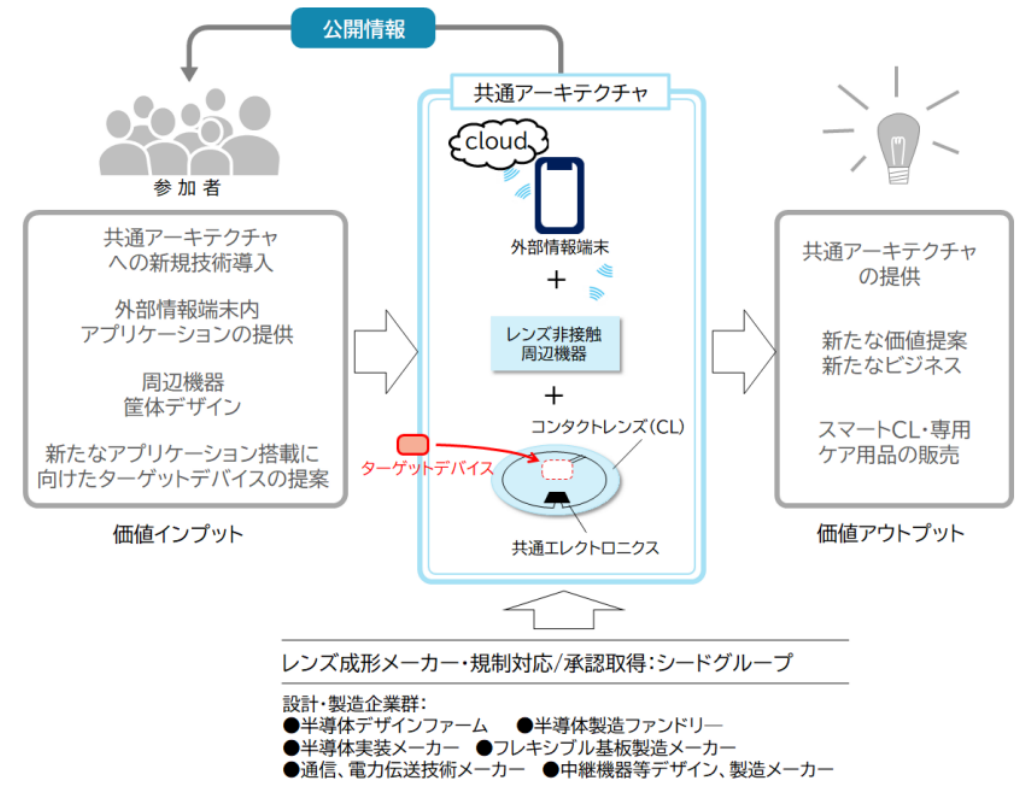 公開情報
参加者
共通アーキテクチャ
への新規技術導入
外部情報端末内
アプリケーションの提供
周辺機器
筐体デザイン
新たなアプリケーション搭載に
向けたターゲットデバイスの提案
価値インプット
共通アーキテクチャ
cloud
外部情報端末
+
レンズ非接触
周辺機器
+
コンタクトレンズ(CL)
ターゲットデバイス
共通エレクトロニクス
共通アーキテクチャ
の提供
新たな価値提案
新たなビジネス
スマートCL・専用
ケア用品の販売
価値アウトプット
レンズ成形メーカー・規制対応/承認取得:シードグループ
設計・製造企業群:
●半導体デザインファーム ●半導体製造ファンドリー
●半導体実装メーカー ●フレキシブル基板製造メーカー
●通信、電力伝送技術メーカー ●中継機器等デザイン、製造メーカー